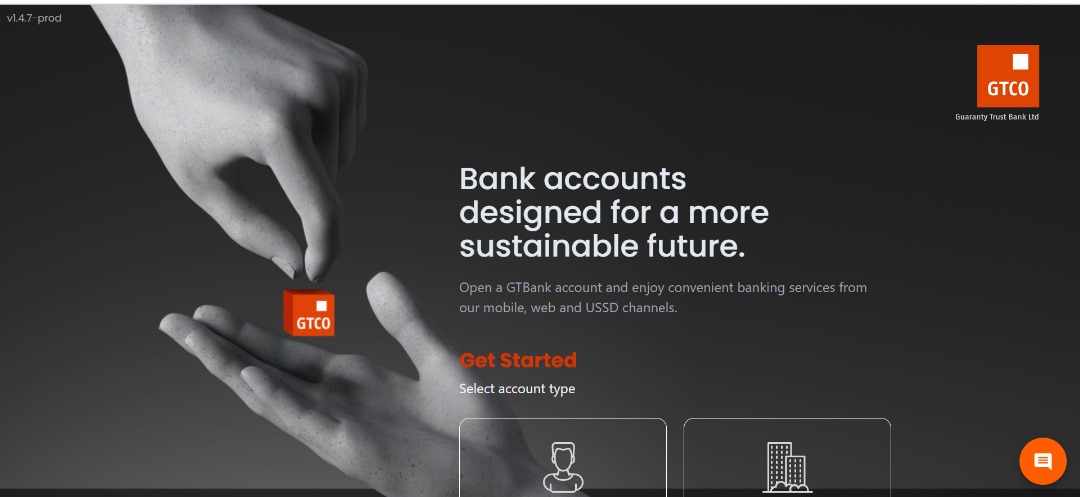 v1.4.7-prod
GTCO
Guaranty Trust Bank Ltd
Bank accounts
designed for a more
sustainable future.
Open a GTBank account and enjoy convenient banking services from
our mobile, web and USSD channels.
GTCO
Get Started
Select account type